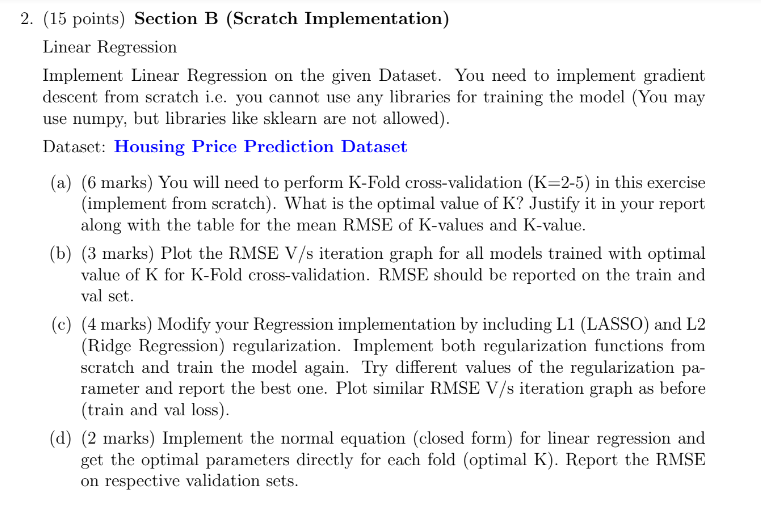 2. (15 points) Section B (Scratch Implementation)
Linear Regression
Implement Linear Regression on the given Dataset. You need to implement gradient
descent from scratch i.e. you cannot use any libraries for training the model (You may
use numpy, but libraries like sklearn are not allowed).
Dataset: Housing Price Prediction Dataset
(a) (6 marks) You will need to perform K-Fold cross-validation (K=2-5) in this exercise
(implement from scratch). What is the optimal value of K? Justify it in your report
along with the table for the mean RMSE of K-values and K-value.
(b) (3 marks) Plot the RMSE V/s iteration graph for all models trained with optimal
value of K for K-Fold cross-validation. RMSE should be reported on the train and
val set.
(c) (4 marks) Modify your Regression implementation by including L1 (LASSO) and L2
(Ridge Regression) regularization. Implement both regularization functions from
scratch and train the model again. Try different values of the regularization pa-
rameter and report the best one. Plot similar RMSE V/s iteration graph as before
(train and val loss).
(d) (2 marks) Implement the normal equation (closed form) for linear regression and
get the optimal parameters directly for each fold (optimal K). Report the RMSE
on respective validation sets.